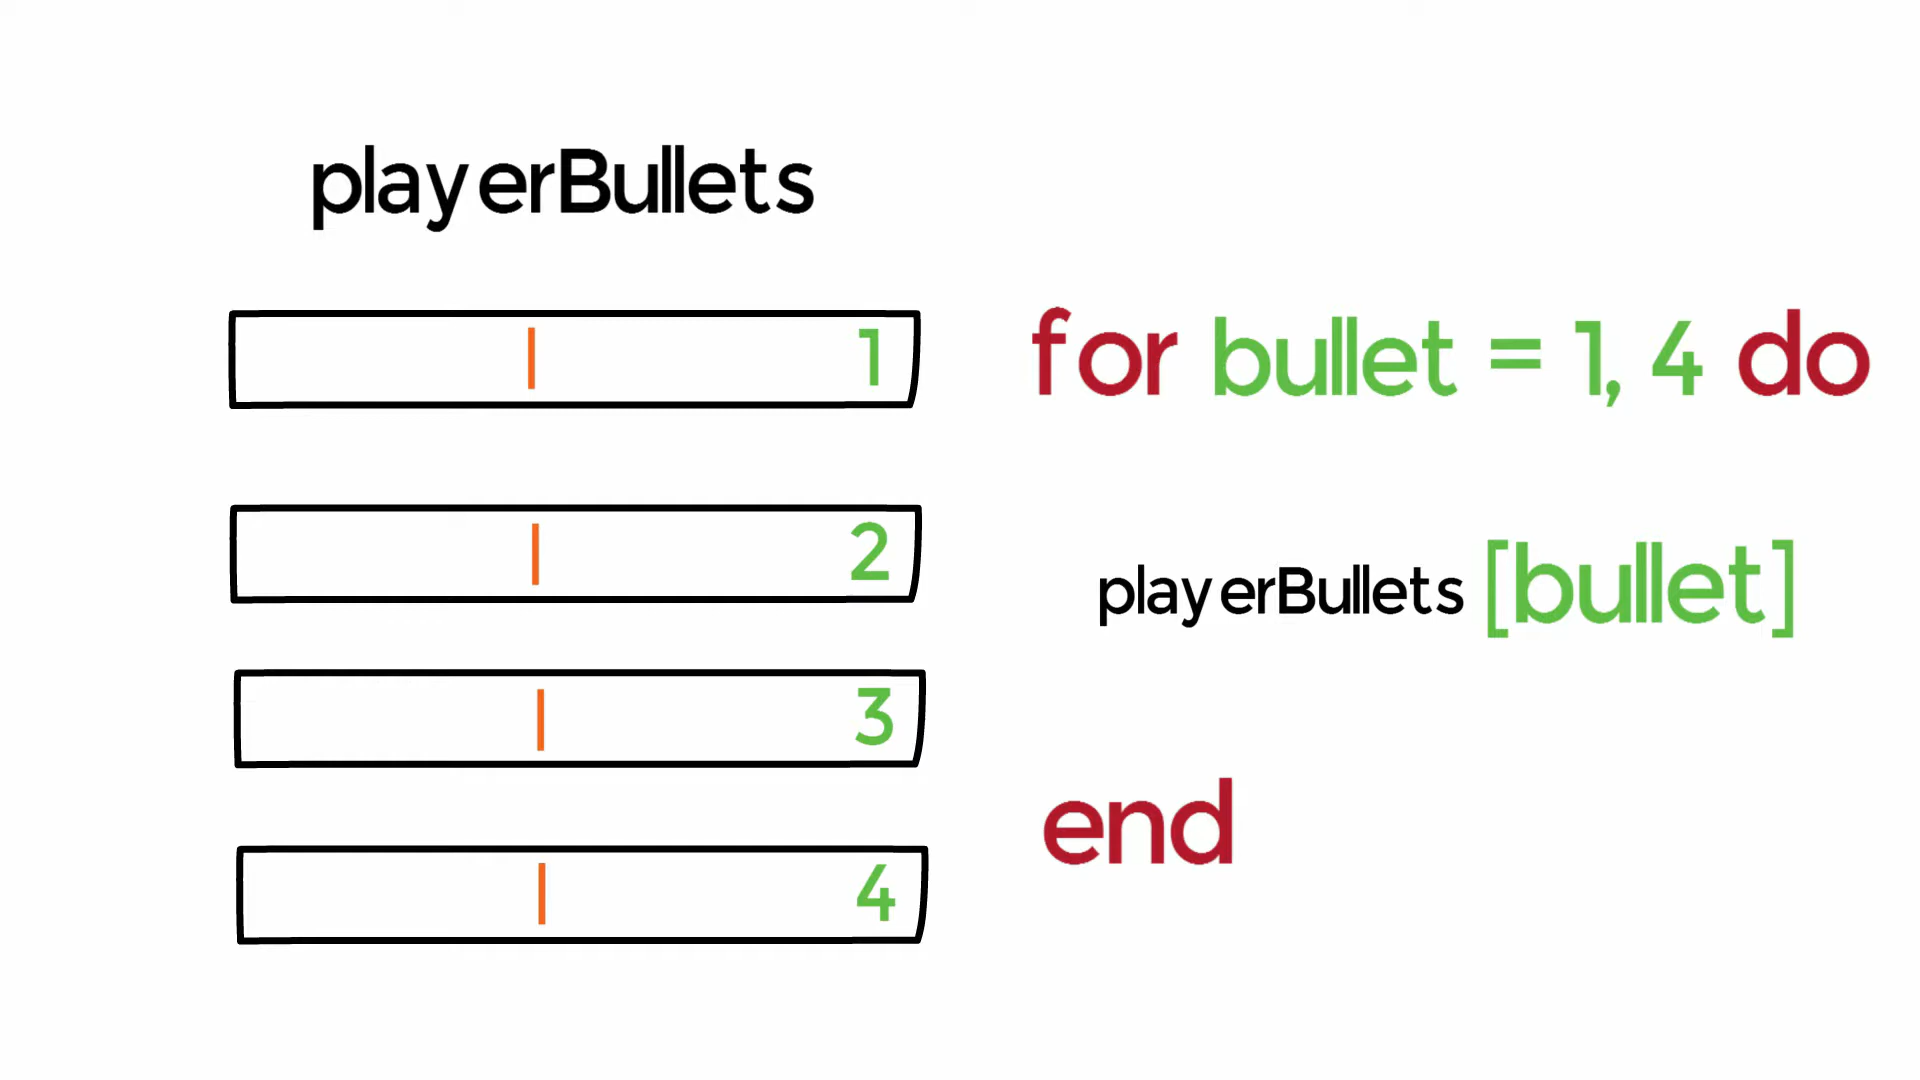 playerBullets
1
2
3
4
for bullet = 1, 4 do
playerBullets [bullet]
end